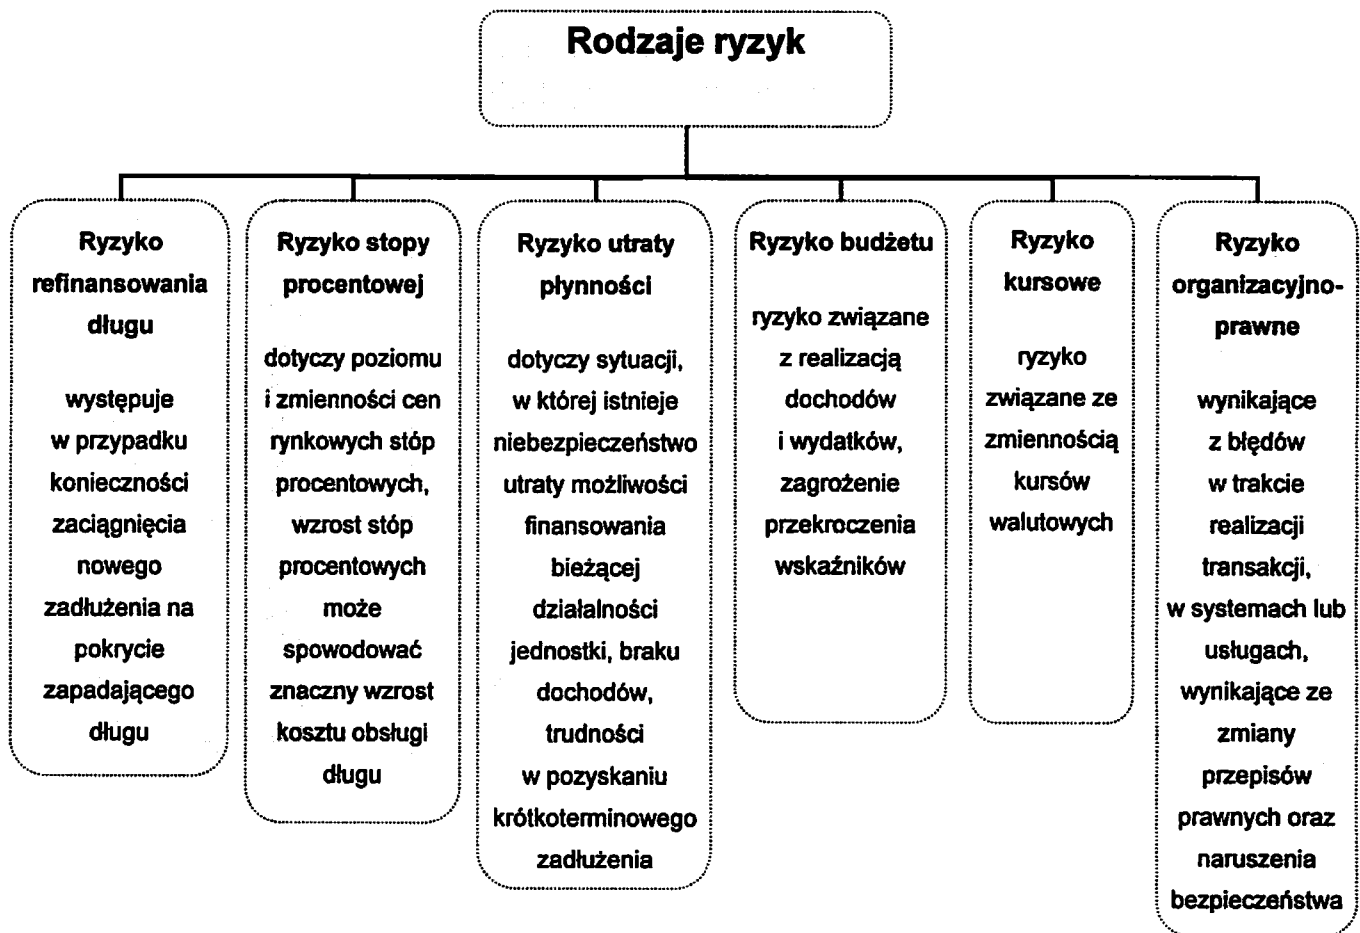 Rodzaje ryzyk
Ryzyko
refinansowania
długu
występuje
w przypadku
konieczności
zaciągnięcia
nowego
zadłużenia na
pokrycie
zapadającego
długu
Ryzyko stopy
procentowej
dotyczy poziomu
i zmienności cen
rynkowych stóp
procentowych,
wzrost stóp
procentowych
może
spowodować
znaczny wzrost
kosztu obsługi
długu
Ryzyko utraty
płynności
dotyczy sytuacji,
w której istnieje
niebezpieczeństwo
utraty możliwości
finansowania
bieżącej
działalności
jednostki, braku
dochodów,
trudności
w pozyskaniu
krótkoterminowego
zadłużenia
Ryzyko budżetu
ryzyko związane
z realizacją
dochodów
i wydatków,
zagrożenie
przekroczenia
wskaźników
Ryzyko
kursowe
ryzyko
związane ze
zmiennością
kursów
walutowych
Ryzyko
organizacyjno-
prawne
wynikające
z błędów
w trakcie
realizacji
transakcji,
w systemach lub
usługach,
wynikające ze
zmiany
przepisów
prawnych oraz
naruszenia
bezpieczeństwa